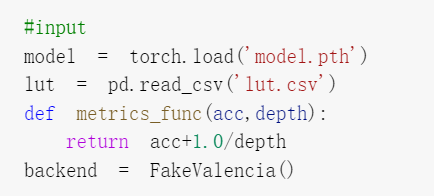 #input
model = torch.load('model.pth')
lut = pd.read_csv('lut.csv')
def metrics_func(acc,depth):
    return acc+1.0/depth
backend = FakeValencia()